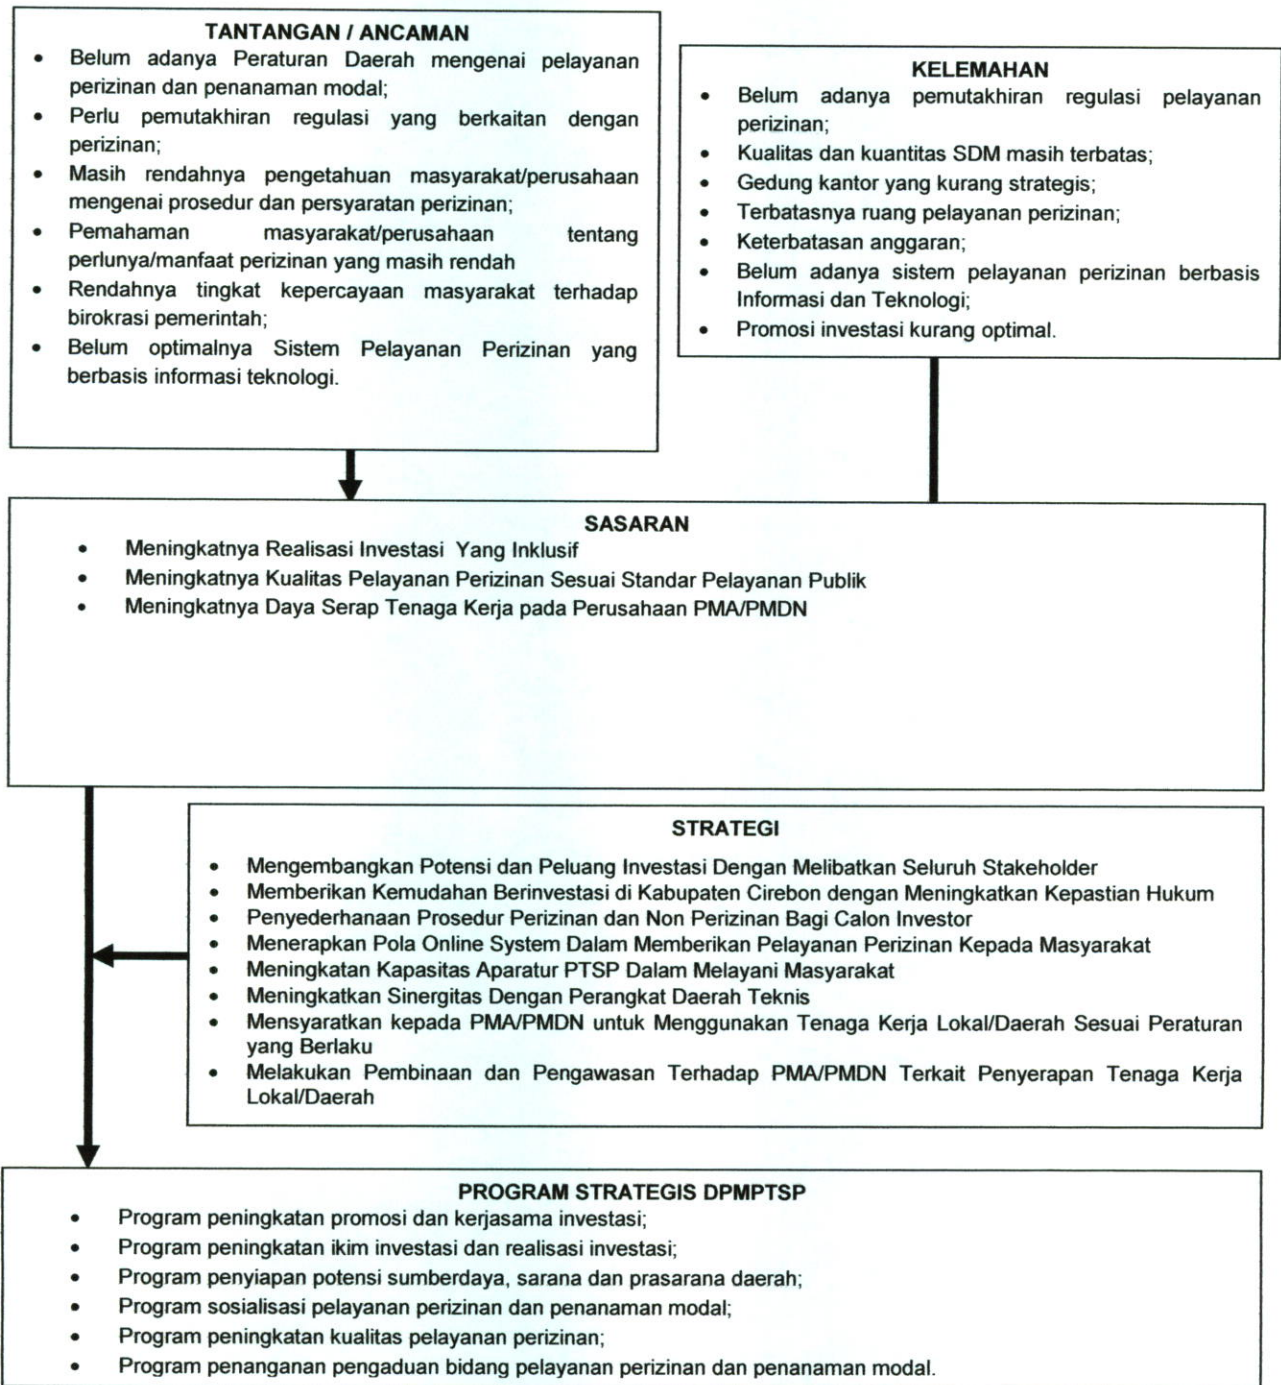 TANTANGAN / ANCAMAN
• Belum adanya Peraturan Daerah mengenai pelayanan
perizinan dan penanaman modal;
• Perlu pemutakhiran regulasi yang berkaitan dengan
perizinan;
• Masih rendahnya pengetahuan masyarakat/perusahaan
mengenai prosedur dan persyaratan perizinan;
• Pemahaman masyarakat/perusahaan tentang
perlunya/manfaat perizinan yang masih rendah
• Rendahnya tingkat kepercayaan masyarakat terhadap
birokrasi pemerintah;
• Belum optimalnya Sistem Pelayanan Perizinan yang
berbasis informasi teknologi.
KELEMAHAN
• Belum adanya pemutakhiran regulasi pelayanan
perizinan;
• Kualitas dan kuantitas SDM masih terbatas;
• Gedung kantor yang kurang strategis;
• Terbatasnya ruang pelayanan perizinan;
• Keterbatasan anggaran;
• Belum adanya sistem pelayanan perizinan berbasis
Informasi dan Teknologi;
• Promosi investasi kurang optimal.
SASARAN
• Meningkatnya Realisasi Investasi Yang Inklusif
• Meningkatnya Kualitas Pelayanan Perizinan Sesuai Standar Pelayanan Publik
• Meningkatnya Daya Serap Tenaga Kerja pada Perusahaan PMA/PMDN
STRATEGI
• Mengembangkan Potensi dan Peluang Investasi Dengan Melibatkan Seluruh Stakeholder
• Memberikan Kemudahan Berinvestasi di Kabupaten Cirebon dengan Meningkatkan Kepastian Hukum
• Penyederhanaan Prosedur Perizinan dan Non Perizinan Bagi Calon Investor
• Menerapkan Pola Online System Dalam Memberikan Pelayanan Perizinan Kepada Masyarakat
• Meningkatan Kapasitas Aparatur PTSP Dalam Melayani Masyarakat
• Meningkatkan Sinergitas Dengan Perangkat Daerah Teknis
• Mensyaratkan kepada PMA/PMDN untuk Menggunakan Tenaga Kerja Lokal/Daerah Sesuai Peraturan
yang Berlaku
• Melakukan Pembinaan dan Pengawasan Terhadap PMA/PMDN Terkait Penyerapan Tenaga Kerja
Lokal/Daerah
PROGRAM STRATEGIS DPMPTSP
• Program peningkatan promosi dan kerjasama investasi;
• Program peningkatan ikim investasi dan realisasi investasi;
• Program penyiapan potensi sumberdaya, sarana dan prasarana daerah;
• Program sosialisasi pelayanan perizinan dan penanaman modal;
• Program peningkatan kualitas pelayanan perizinan;
• Program penanganan pengaduan bidang pelayanan perizinan dan penanaman modal.